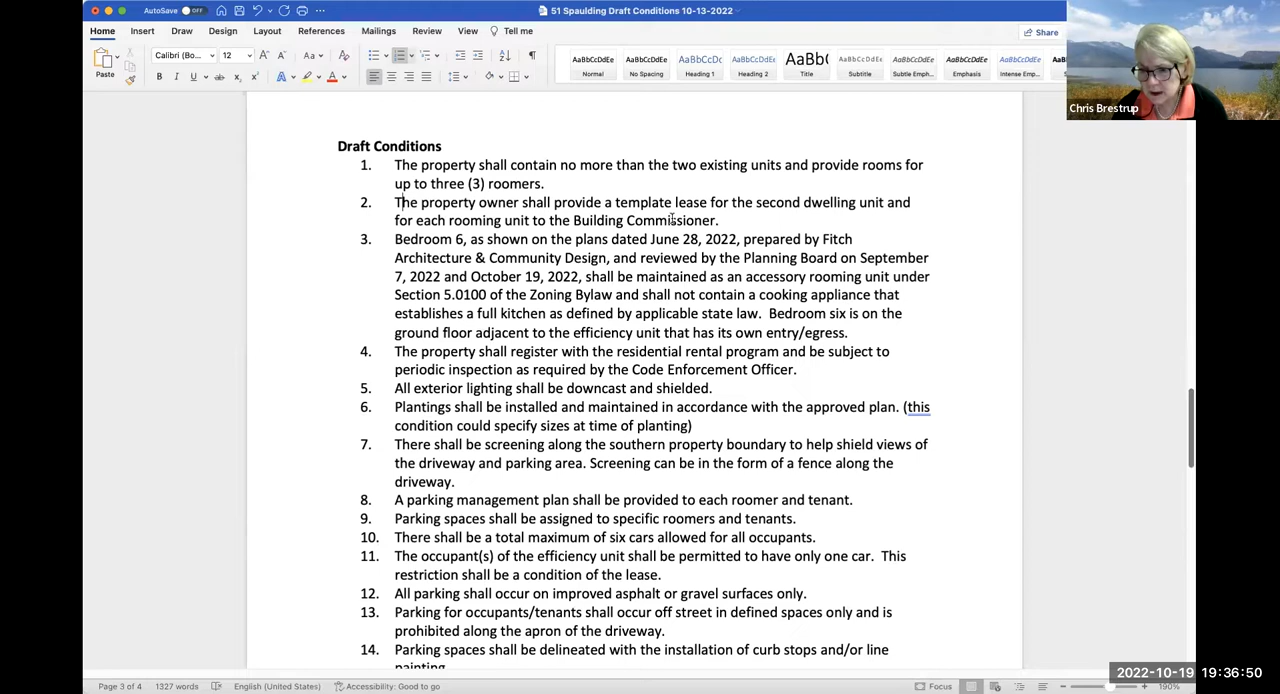 AutoSave OFF
51 Spaulding Draft Conditions 10-13-2022
Home Insert Draw Design Layout References Mailings Review View Tell me
Share
Paste
Calibri (Bo... 12
AaBbCcDdEe AaBbCcDdEe AaBbCcDc AaBbCcDdEe AaBb( AaBbCcDdEe AaBbCcDdEe AaBbCcDdEe AaBbCcDdEe
Normal No Spacing Heading 1 Heading 2 Title Subtitle Subtle Emph... Emphasis Intense Emp...
Chris Brestrup
Draft Conditions
1. The property shall contain no more than the two existing units and provide rooms for
up to three (3) roomers.
2. The property owner shall provide a template lease for the second dwelling unit and
for each rooming unit to the Building Commissioner.
3. Bedroom 6, as shown on the plans dated June 28, 2022, prepared by Fitch
Architecture & Community Design, and reviewed by the Planning Board on September
7, 2022 and October 19, 2022, shall be maintained as an accessory rooming unit under
Section 5.0100 of the Zoning Bylaw and shall not contain a cooking appliance that
establishes a full kitchen as defined by applicable state law. Bedroom six is on the
ground floor adjacent to the efficiency unit that has its own entry/egress.
4. The property shall register with the residential rental program and be subject to
periodic inspection as required by the Code Enforcement Officer.
5. All exterior lighting shall be downcast and shielded.
6. Plantings shall be installed and maintained in accordance with the approved plan. (this
condition could specify sizes at time of planting)
7. There shall be screening along the southern property boundary to help shield views of
the driveway and parking area. Screening can be in the form of a fence along the
driveway.
8. A parking management plan shall be provided to each roomer and tenant.
9. Parking spaces shall be assigned to specific roomers and tenants.
10. There shall be a total maximum of six cars allowed for all occupants.
11. The occupant(s) of the efficiency unit shall be permitted to have only one car. This
restriction shall be a condition of the lease.
12. All parking shall occur on improved asphalt or gravel surfaces only.
13. Parking for occupants/tenants shall occur off street in defined spaces only and is
prohibited along the apron of the driveway.
14. Parking spaces shall be delineated with the installation of curb stops and/or line
painting.
Page 3 of 4 1327 words English (United States) Accessibility: Good to go Focus 190%
2022-10-19 19:36:50